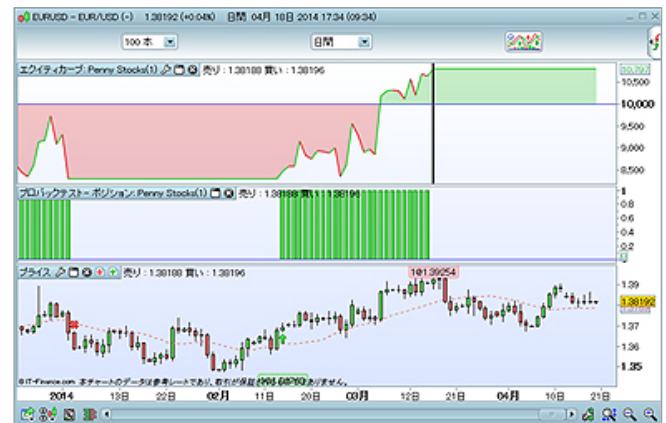 EURUSD - EUR/USD (-) 1.38192 (+0.04%) 日間 04月 18日 2014 17:34 (09:34)
100 本 日間
エクイティカーブ: Penny Stocks(1) 売り : 1.38188 買い : 1.38196
10,797
10,500
10,000
9,500
9,000
8,500
プロバックテスト - ポジション: Penny Stocks(1) 売り : 1.38188 買い : 1.38196
1
0.8
0.6
0.4
0.2
0
プライス 売り : 1.38188 買い : 1.38196
1@1.39254
1.39
1.38192
1.37
1.36
1.35
© IT-Finance.com 本チャートのデータは参考レートであり、取引が保証 ありません。
2014 13日 22日 02月 11日 20日 03月 12日 21日 04月 10日 21日